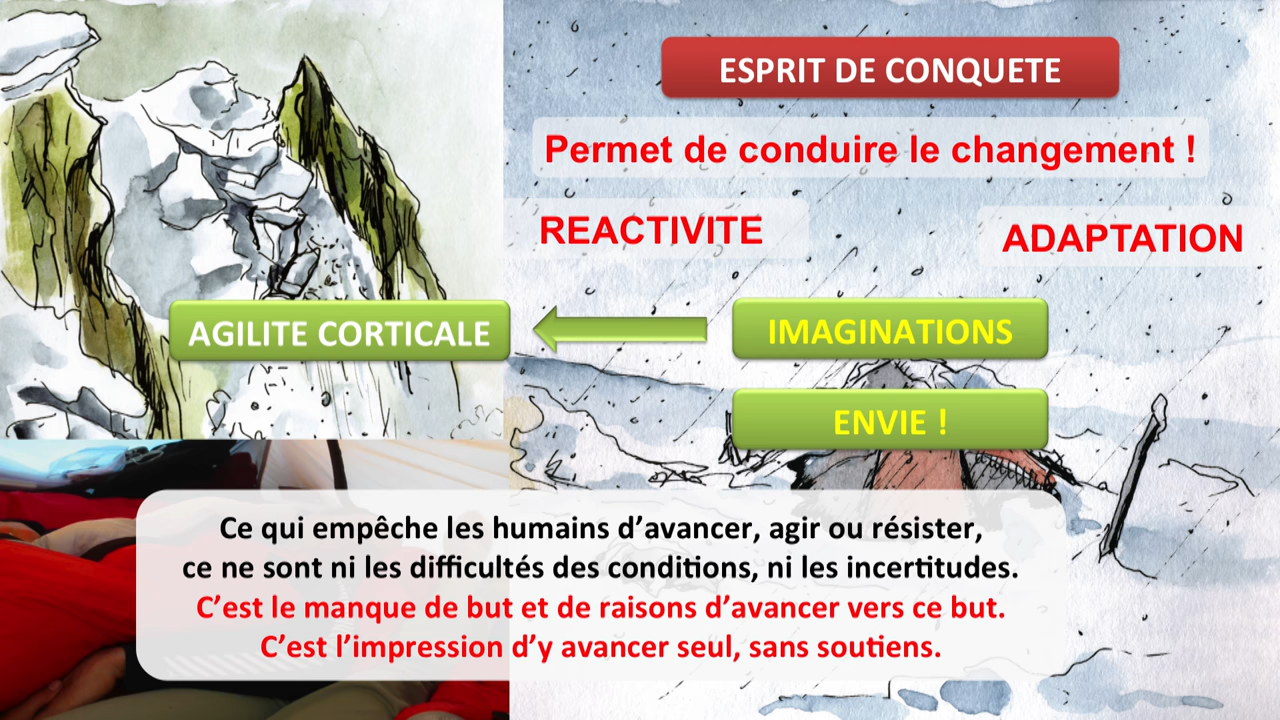 ESPRIT DE CONQUETE
Permet de conduire le changement !
REACTIVITE
ADAPTATION
AGILITE CORTICALE
IMAGINATIONS
ENVIE !
Ce qui empêche les humains d’avancer, agir ou résister,
ce ne sont ni les difficultés des conditions, ni les incertitudes.
C’est le manque de but et de raisons d’avancer vers ce but.
C’est l’impression d’y avancer seul, sans soutiens.